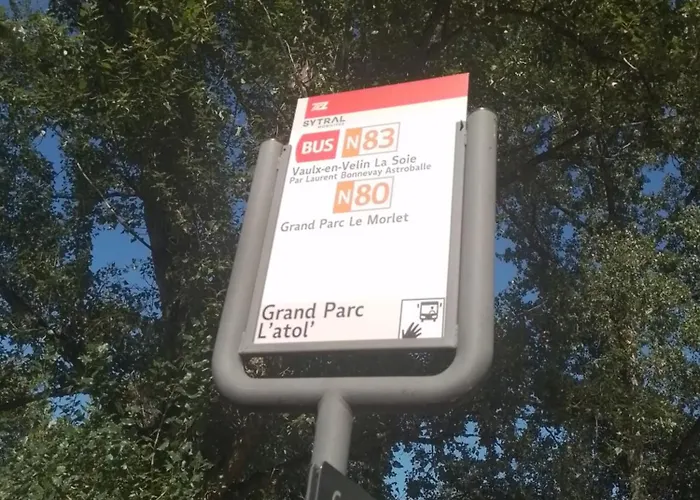 SYTRAL
BUS N83
Vaulx-en-Velin La Soie
Par Laurent Bonnevay Astroballe
N80
Grand Parc Le Morlet
Grand Parc
L'atol'